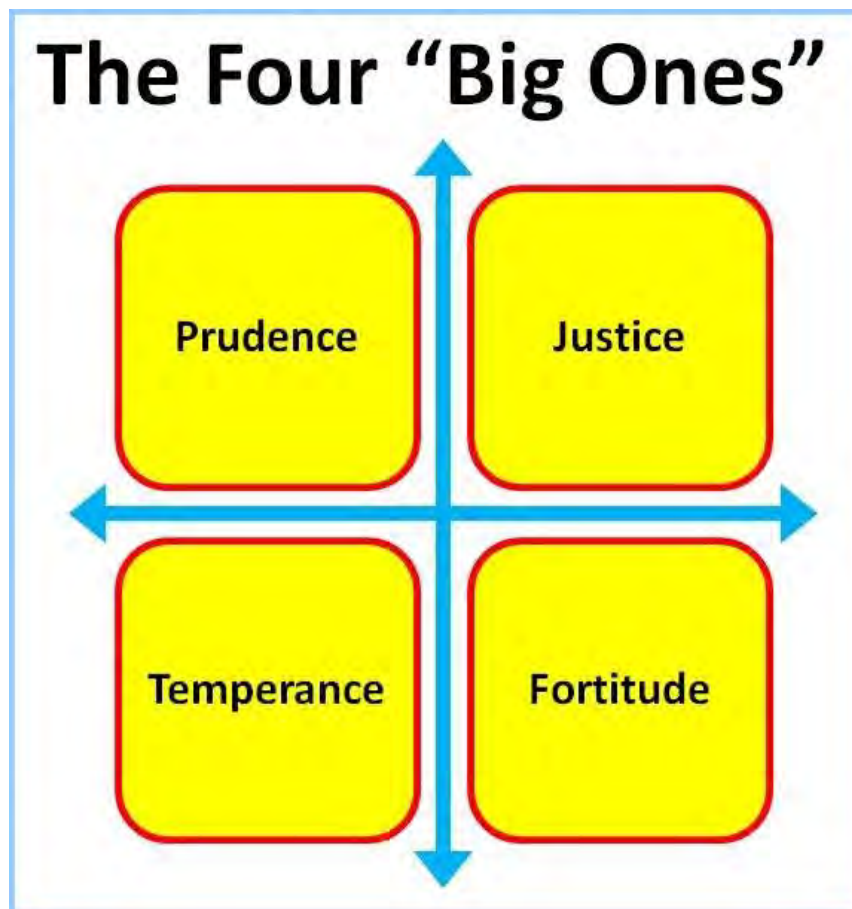 The Four “Big Ones”
Prudence
Justice
Temperance
Fortitude